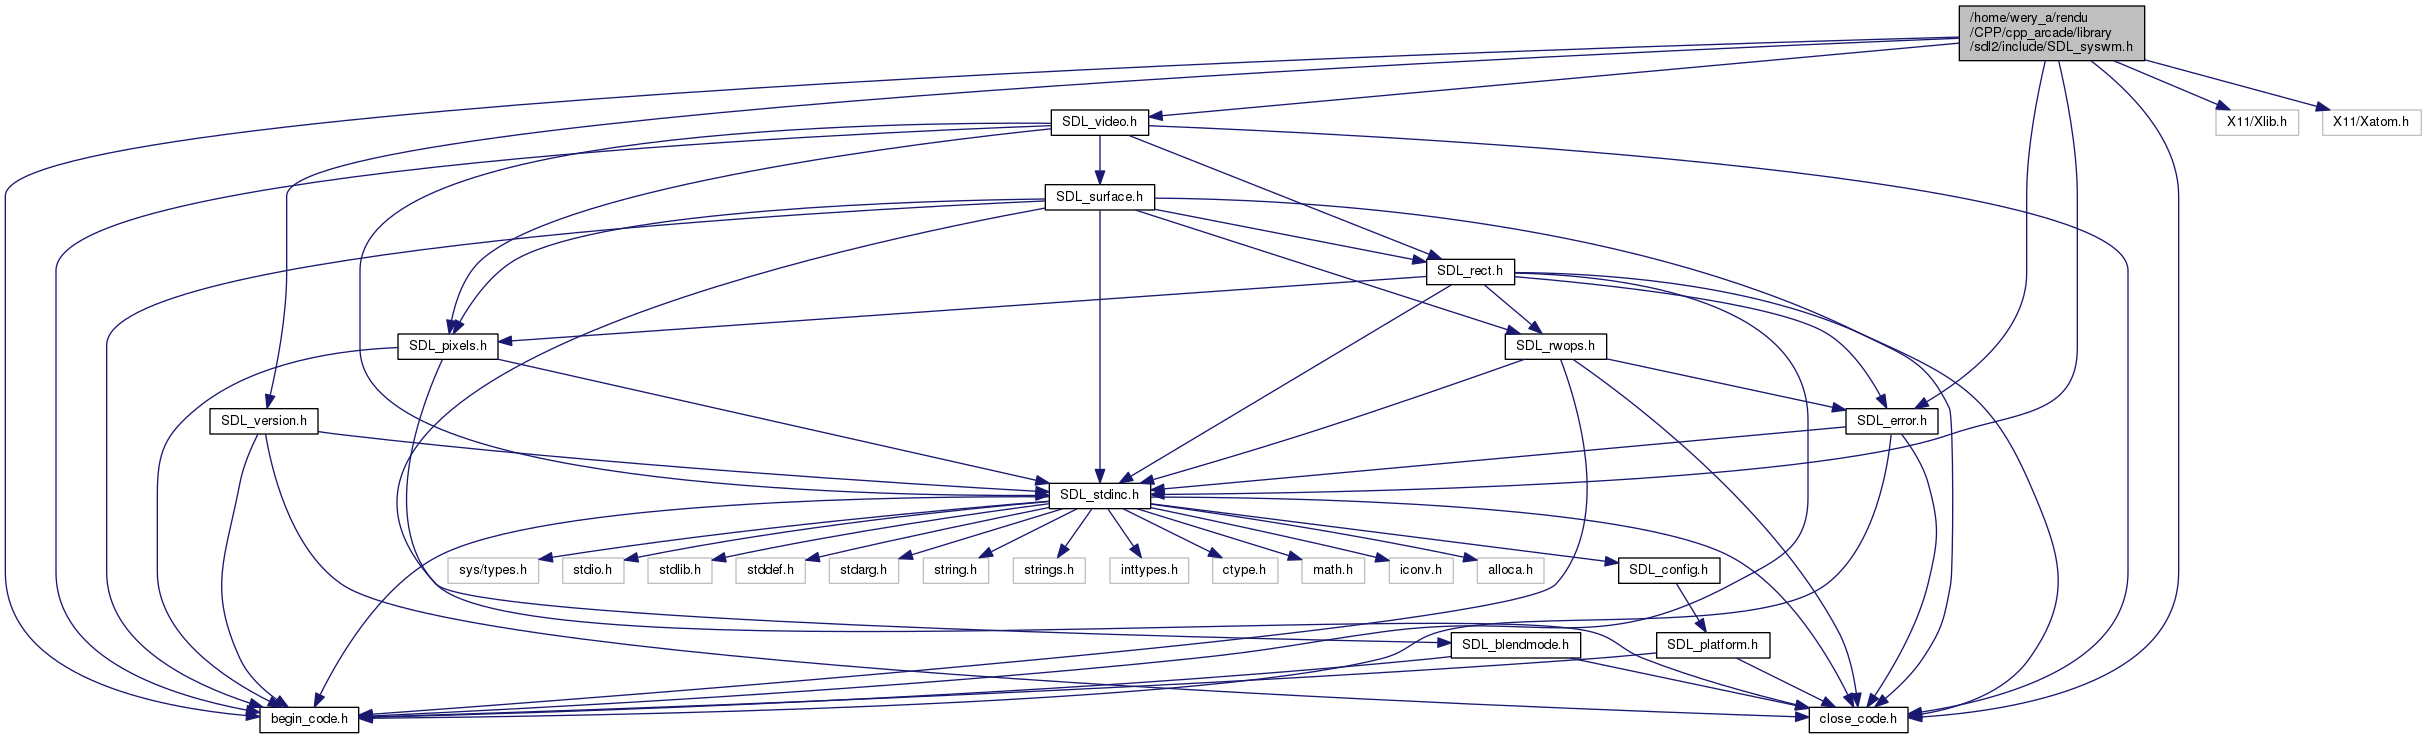 /home/wery_a/rendu
/CPP/cpp_arcade/library
/sdl2/include/SDL_syswm.h
SDL_video.h
X11/Xlib.h
X11/Xatom.h
SDL_surface.h
SDL_rect.h
SDL_pixels.h
SDL_rwops.h
SDL_version.h
SDL_error.h
SDL_stdinc.h
sys/types.h
stdio.h
stdlib.h
stddef.h
stdarg.h
string.h
strings.h
inttypes.h
ctype.h
math.h
iconv.h
alloca.h
SDL_config.h
SDL_blendmode.h
SDL_platform.h
begin_code.h
close_code.h